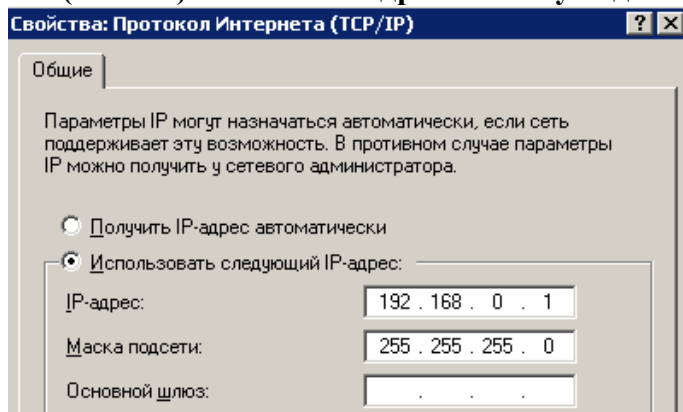 Свойства: Протокол Интернета (TCP/IP)
Общие
Параметры IP могут назначаться автоматически, если сеть
поддерживает эту возможность. В противном случае параметры
IP можно получить у сетевого администратора.
Получить IP-адрес автоматически
Использовать следующий IP-адрес:
IP-адрес: 192 . 168 . 0 . 1
Маска подсети: 255 . 255 . 255 . 0
Основной шлюз: . . .